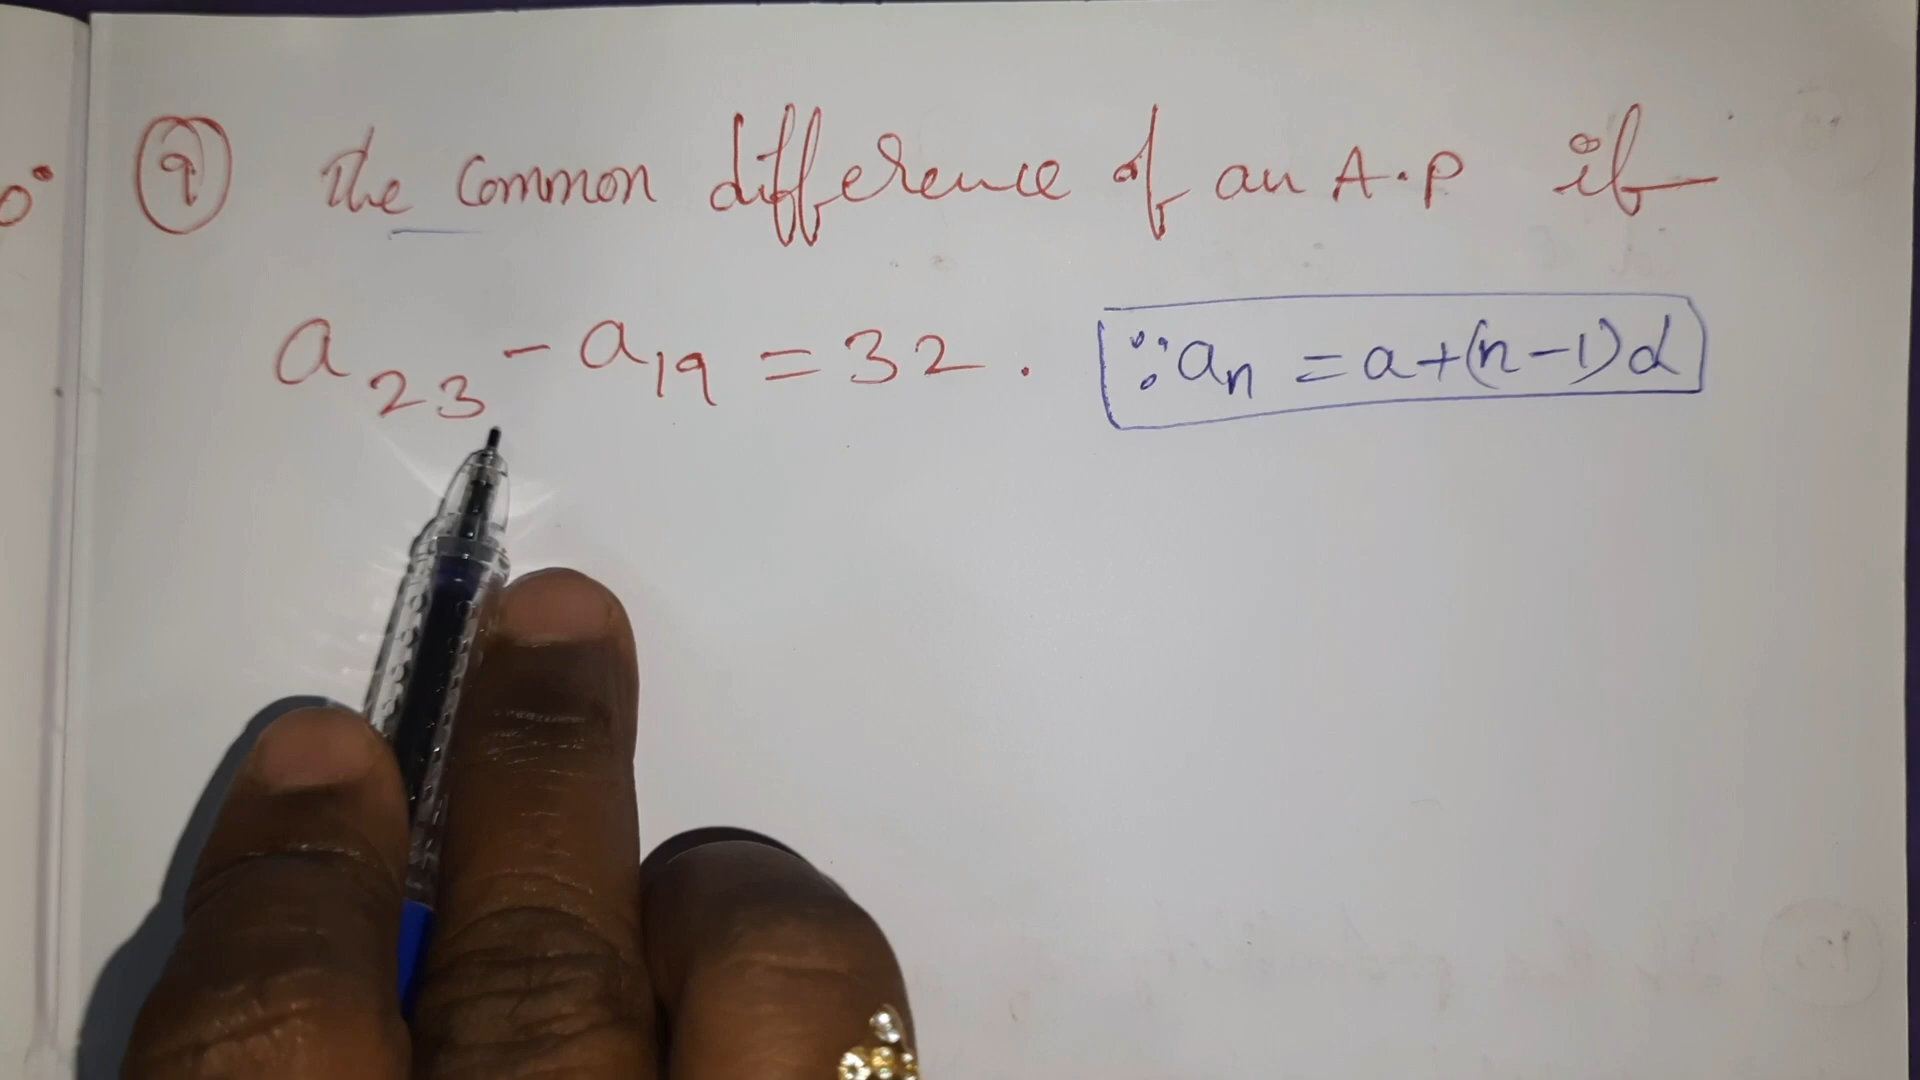 9 The Common difference of an A.P if
a23 - a19 = 32. ∵ an = a+(n-1)d